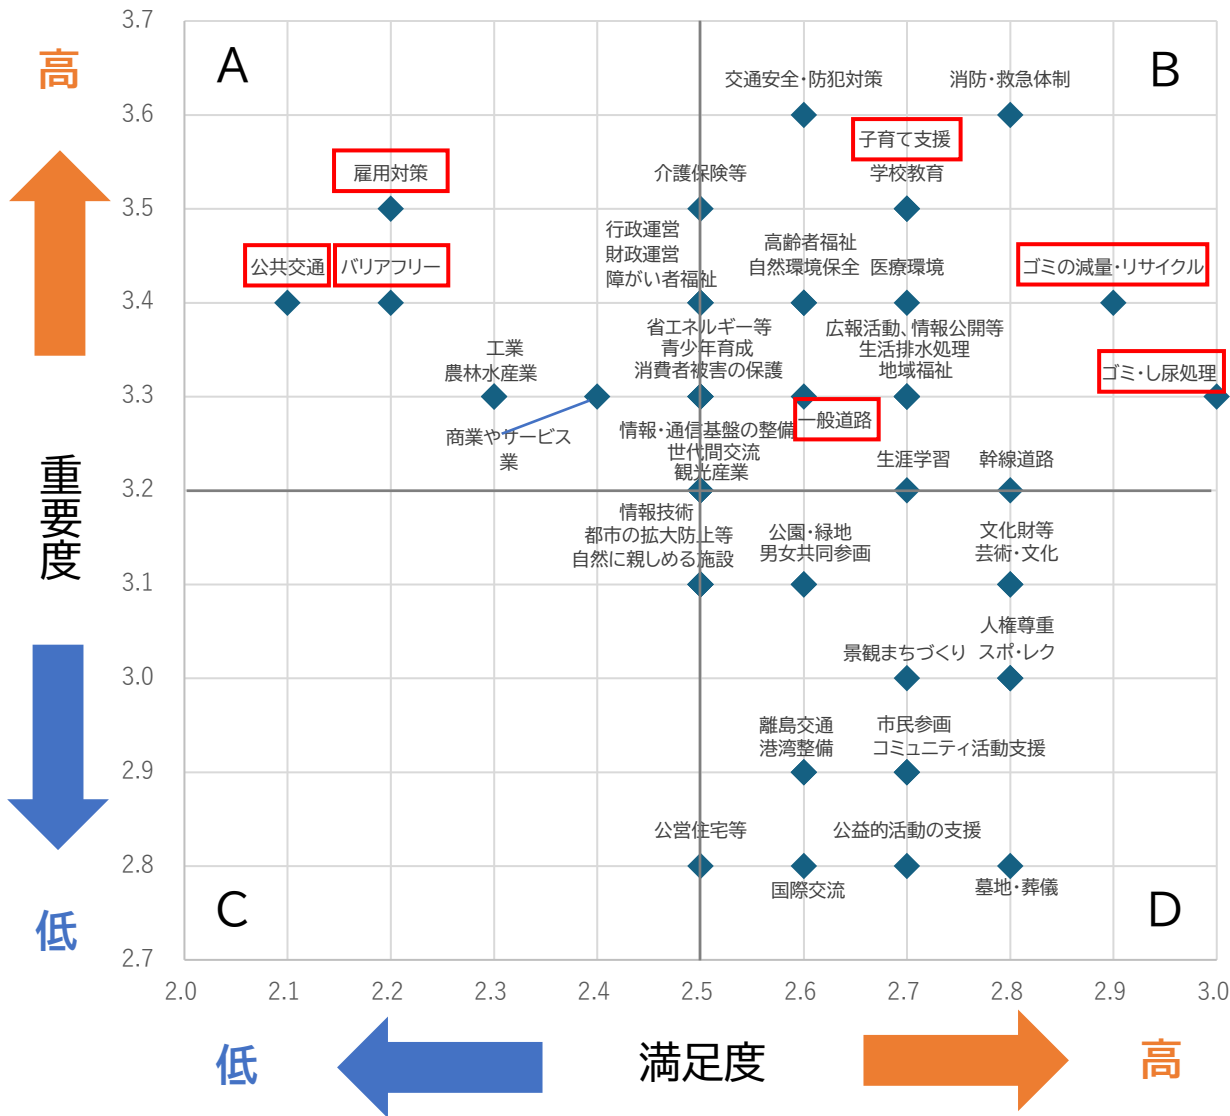 3.7
A
B
高
交通安全・防犯対策
消防・救急体制
3.6
子育て支援
雇用対策
介護保険等
学校教育
3.5
行政運営
財政運営
障がい者福祉
高齢者福祉
自然環境保全
医療環境
公共交通
バリアフリー
ゴミの減量・リサイクル
3.4
省エネルギー等
青少年育成
消費者被害の保護
広報活動、情報公開等
生活排水処理
地域福祉
工業
農林水産業
ゴミ・し尿処理
3.3
一般道路
商業やサービス
業
情報・通信基盤の整備
世代間交流
観光産業
生涯学習
幹線道路
重要度
3.2
情報技術
都市の拡大防止等
自然に親しめる施設
公園・緑地
男女共同参画
文化財等
芸術・文化
3.1
人権尊重
スポ・レク
景観まちづくり
3.0
離島交通
港湾整備
市民参画
コミュニティ活動支援
2.9
公営住宅等
公益的活動の支援
2.8
国際交流
墓地・葬儀
C
D
低
2.7
2.0
2.1
2.2
2.3
2.4
2.5
2.6
2.7
2.8
2.9
3.0
低
満足度
高